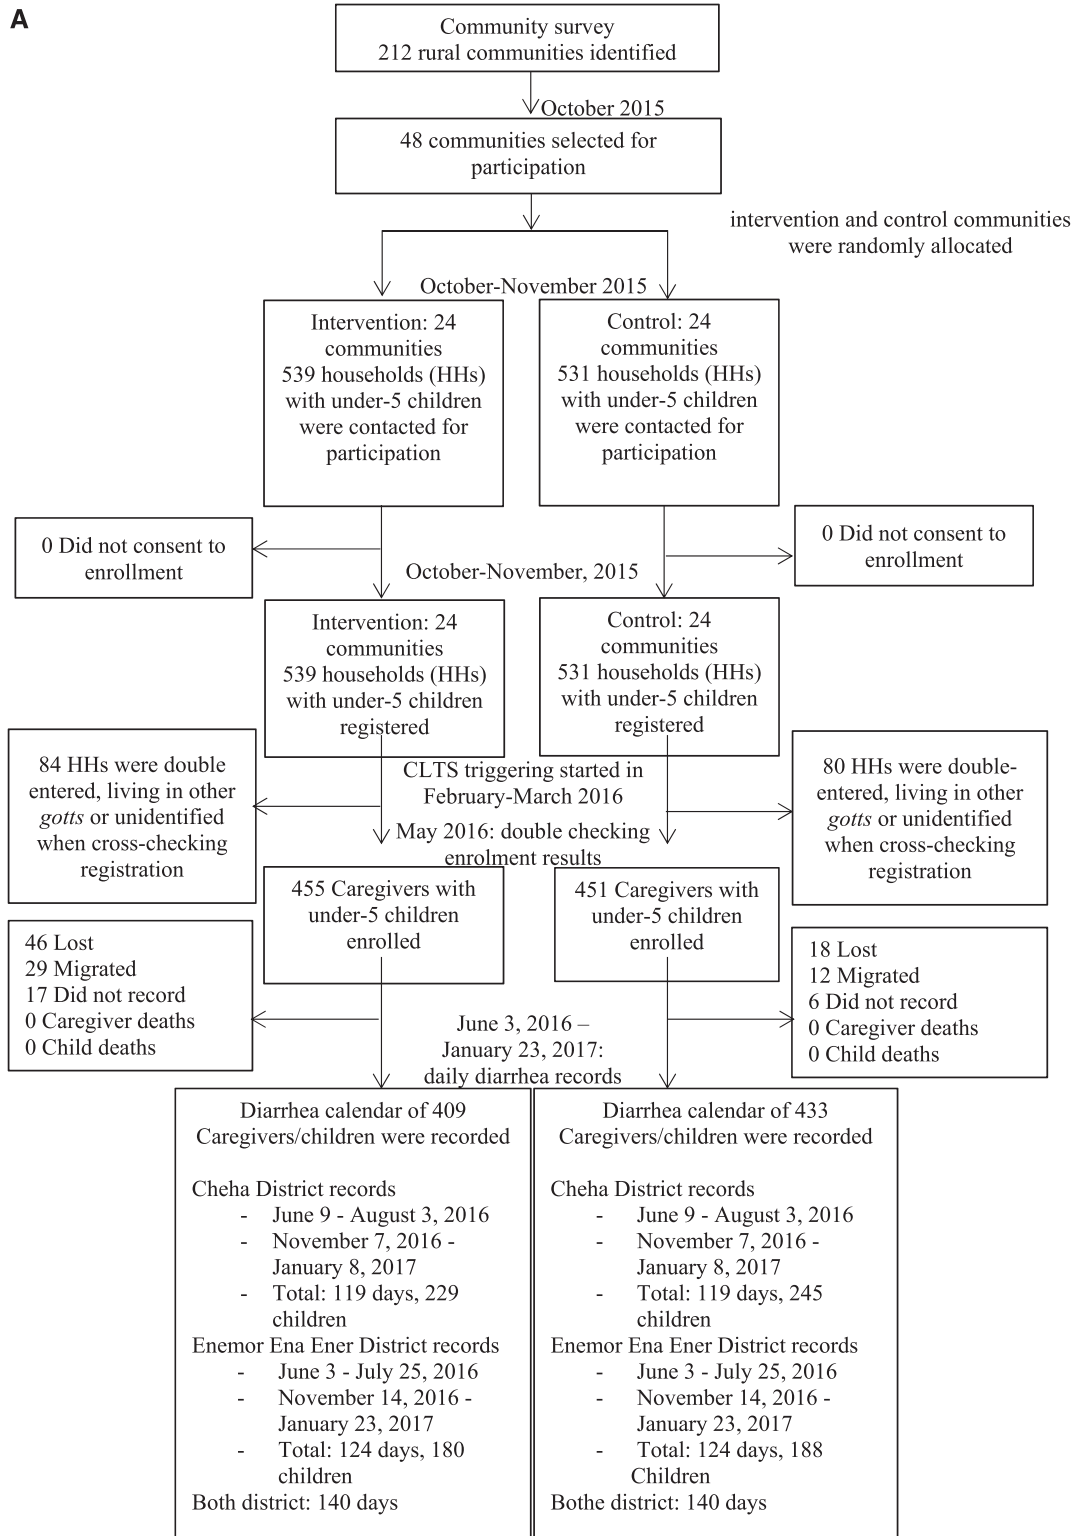 A
Community survey
212 rural communities identified
October 2015
48 communities selected for
participation
intervention and control communities
were randomly allocated
October-November 2015
Intervention: 24
communities
539 households (HHs)
with under-5 children
were contacted for
participation
Control: 24
communities
531 households (HHs)
with under-5 children
were contacted for
participation
0 Did not consent to
enrollment
0 Did not consent to
enrollment
October-November, 2015
Intervention: 24
communities
539 households (HHs)
with under-5 children
registered
Control: 24
communities
531 households (HHs)
with under-5 children
registered
84 HHs were double
entered, living in other
gotts or unidentified
when cross-checking
registration
CLTS triggering started in
February-March 2016
May 2016: double checking
enrolment results
80 HHs were double-
entered, living in other
gotts or unidentified
when cross-checking
registration
455 Caregivers with
under-5 children
enrolled
451 Caregivers with
under-5 children
enrolled
46 Lost
29 Migrated
17 Did not record
0 Caregiver deaths
0 Child deaths
18 Lost
12 Migrated
6 Did not record
0 Caregiver deaths
0 Child deaths
June 3, 2016 –
January 23, 2017:
daily diarrhea records
Diarrhea calendar of 409
Caregivers/children were recorded
Cheha District records
- June 9 - August 3, 2016
- November 7, 2016 -
January 8, 2017
- Total: 119 days, 229
children
Enemor Ena Ener District records
- June 3 - July 25, 2016
- November 14, 2016 -
January 23, 2017
- Total: 124 days, 180
children
Both district: 140 days
Diarrhea calendar of 433
Caregivers/children were recorded
Cheha District records
- June 9 - August 3, 2016
- November 7, 2016 -
January 8, 2017
- Total: 119 days, 245
children
Enemor Ena Ener District records
- June 3 - July 25, 2016
- November 14, 2016 -
January 23, 2017
- Total: 124 days, 188
Children
Bothe district: 140 days